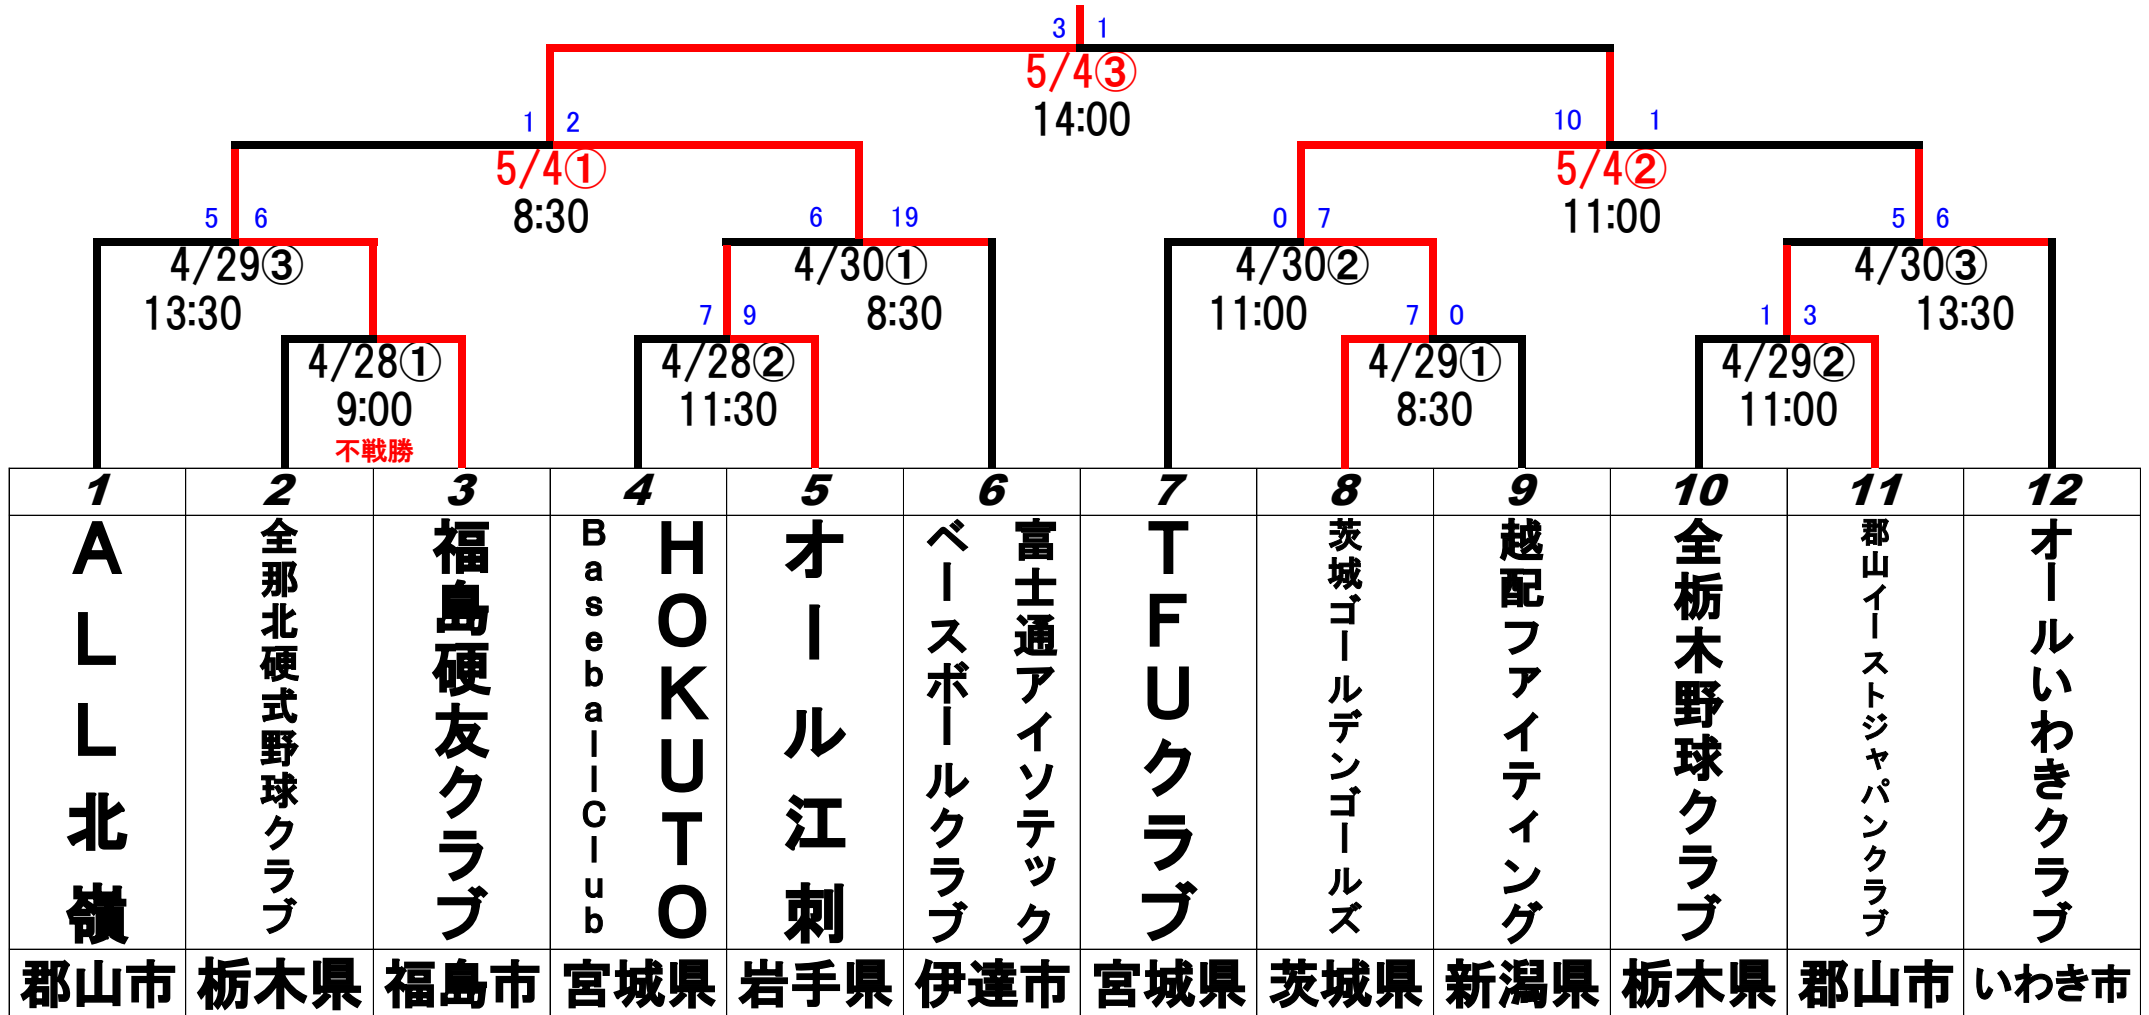 3 1
5/4③
14:00
1 2
5/4①
8:30
10 1
5/4②
11:00
5 6
4/29③
13:30
6 19
4/30①
8:30
0 7
4/30②
11:00
5 6
4/30③
13:30
4/28①
9:00
不戦勝
7 9
4/28②
11:30
7 0
4/29①
8:30
1 3
4/29②
11:00
1 2 3 4 5 6 7 8 9 10 11 12
ALL北嶺
全那北硬式野球クラブ
福島硬友クラブ
HOKUTO
BaseballClub
オール江刺
富士通アイソテック
ベースボールクラブ
TFUクラブ
茨城ゴールデンゴールズ
越配ファイティング
全栃木野球クラブ
郡山イーストジャパンクラブ
オールいわきクラブ
郡山市 栃木県 福島市 宮城県 岩手県 伊達市 宮城県 茨城県 新潟県 栃木県 郡山市 いわき市